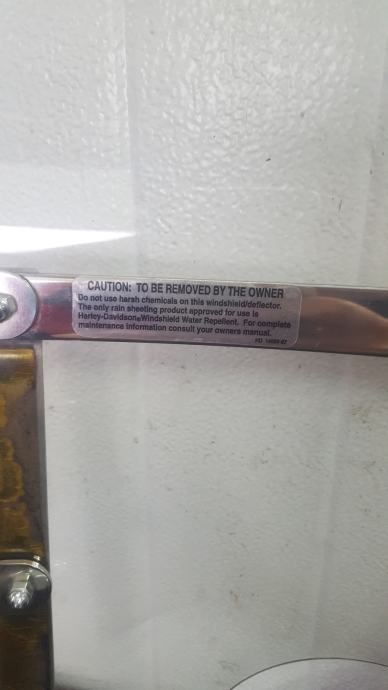 CAUTION: TO BE REMOVED BY THE OWNER
Do not use harsh chemicals on this windshield/deflector.
The only rain sheeting product approved for use is
Harley-Davidson® Windshield Water Repellent. For complete
maintenance information consult your owners manual.